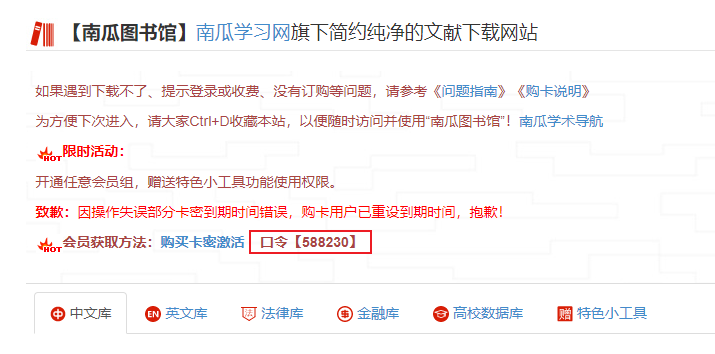 【南瓜图书馆】南瓜学习网旗下简约纯净的文献下载网站
如果遇到下载不了、提示登录或收费、没有订购等问题，请参考《问题指南》《购卡说明》
为方便下次进入，请大家Ctrl+D收藏本站，以便随时访问并使用“南瓜图书馆”！南瓜学术导航
HOT限时活动：
开通任意会员组，赠送特色小工具功能使用权限。
致歉：因操作失误部分卡密到期时间错误，购卡用户已重设到期时间，抱歉！
HOT会员获取方法：购买卡密激活 口令【588230】
中 中文库 EN 英文库 法律库 金融库 高校数据库 赠 特色小工具